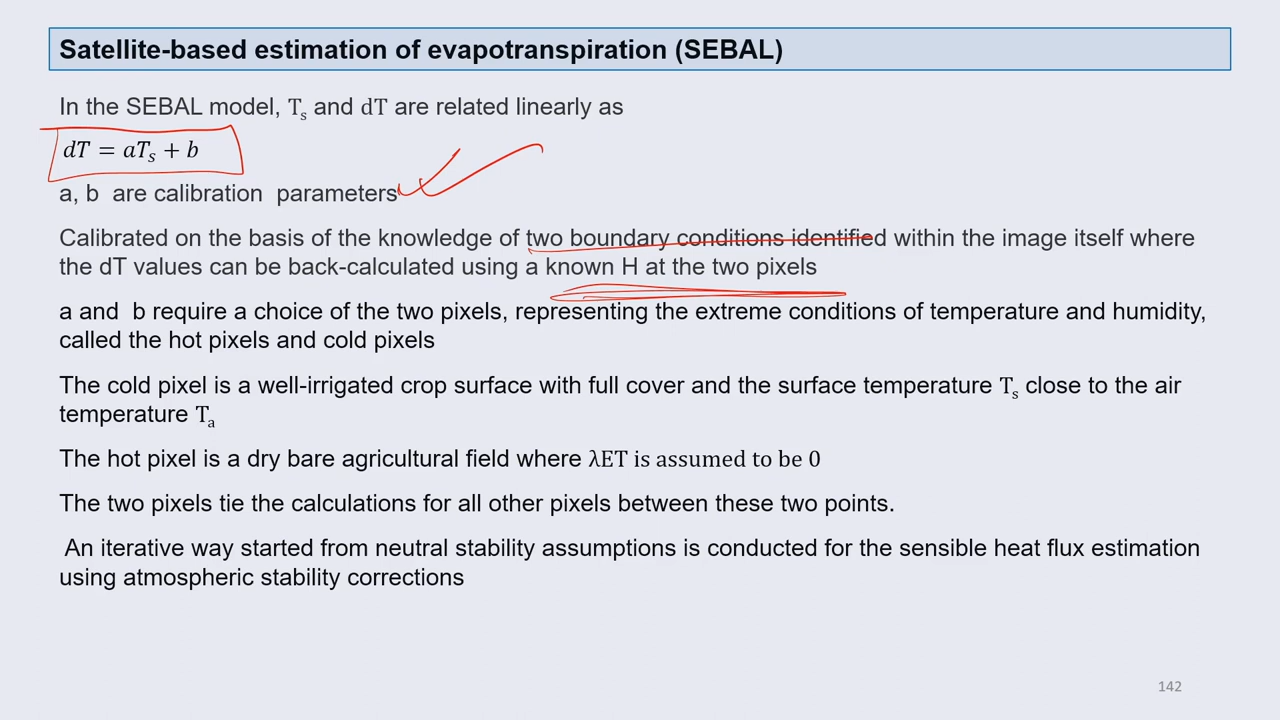 Satellite-based estimation of evapotranspiration (SEBAL)
In the SEBAL model, Tₛ and dT are related linearly as
dT = aTₛ + b
a, b are calibration parameters
Calibrated on the basis of the knowledge of two boundary conditions identified within the image itself where
the dT values can be back-calculated using a known H at the two pixels
a and b require a choice of the two pixels, representing the extreme conditions of temperature and humidity,
called the hot pixels and cold pixels
The cold pixel is a well-irrigated crop surface with full cover and the surface temperature Tₛ close to the air
temperature Tₐ
The hot pixel is a dry bare agricultural field where λET is assumed to be 0
The two pixels tie the calculations for all other pixels between these two points.
An iterative way started from neutral stability assumptions is conducted for the sensible heat flux estimation
using atmospheric stability corrections
142